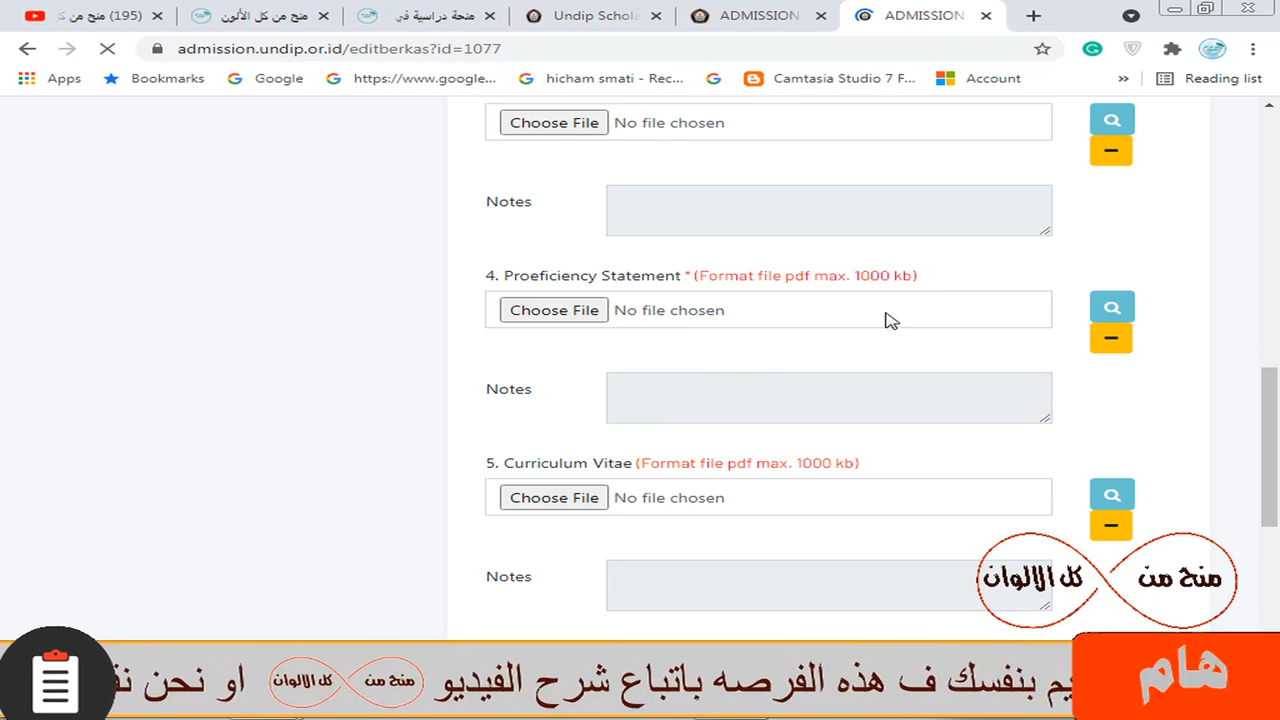 (195) منح من ك
منح من كل الألون
منحة دراسية في
Undip Schola
ADMISSION
ADMISSION
admission.undip.or.id/editberkas?id=1077
Apps
Bookmarks
Google
https://www.google...
hicham smati - Rec...
Camtasia Studio 7 F...
Account
»
Reading list
Choose File No file chosen
Notes
4. Proeficiency Statement * (Format file pdf max. 1000 kb)
Choose File No file chosen
Notes
5. Curriculum Vitae (Format file pdf max. 1000 kb)
Choose File No file chosen
Notes
منح من كل الالوان
هام
يم بنفسك ف هذه الفرصه باتباع شرح الفيديو منح من كل الالوان او نحن نق